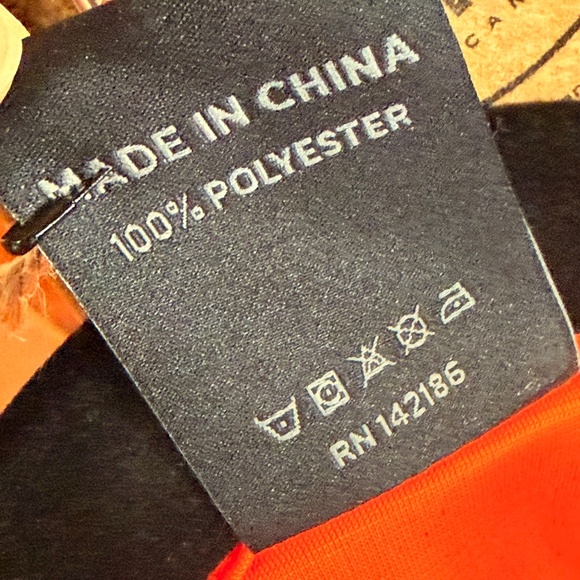 MADE IN CHINA
100% POLYESTER
RN 142186